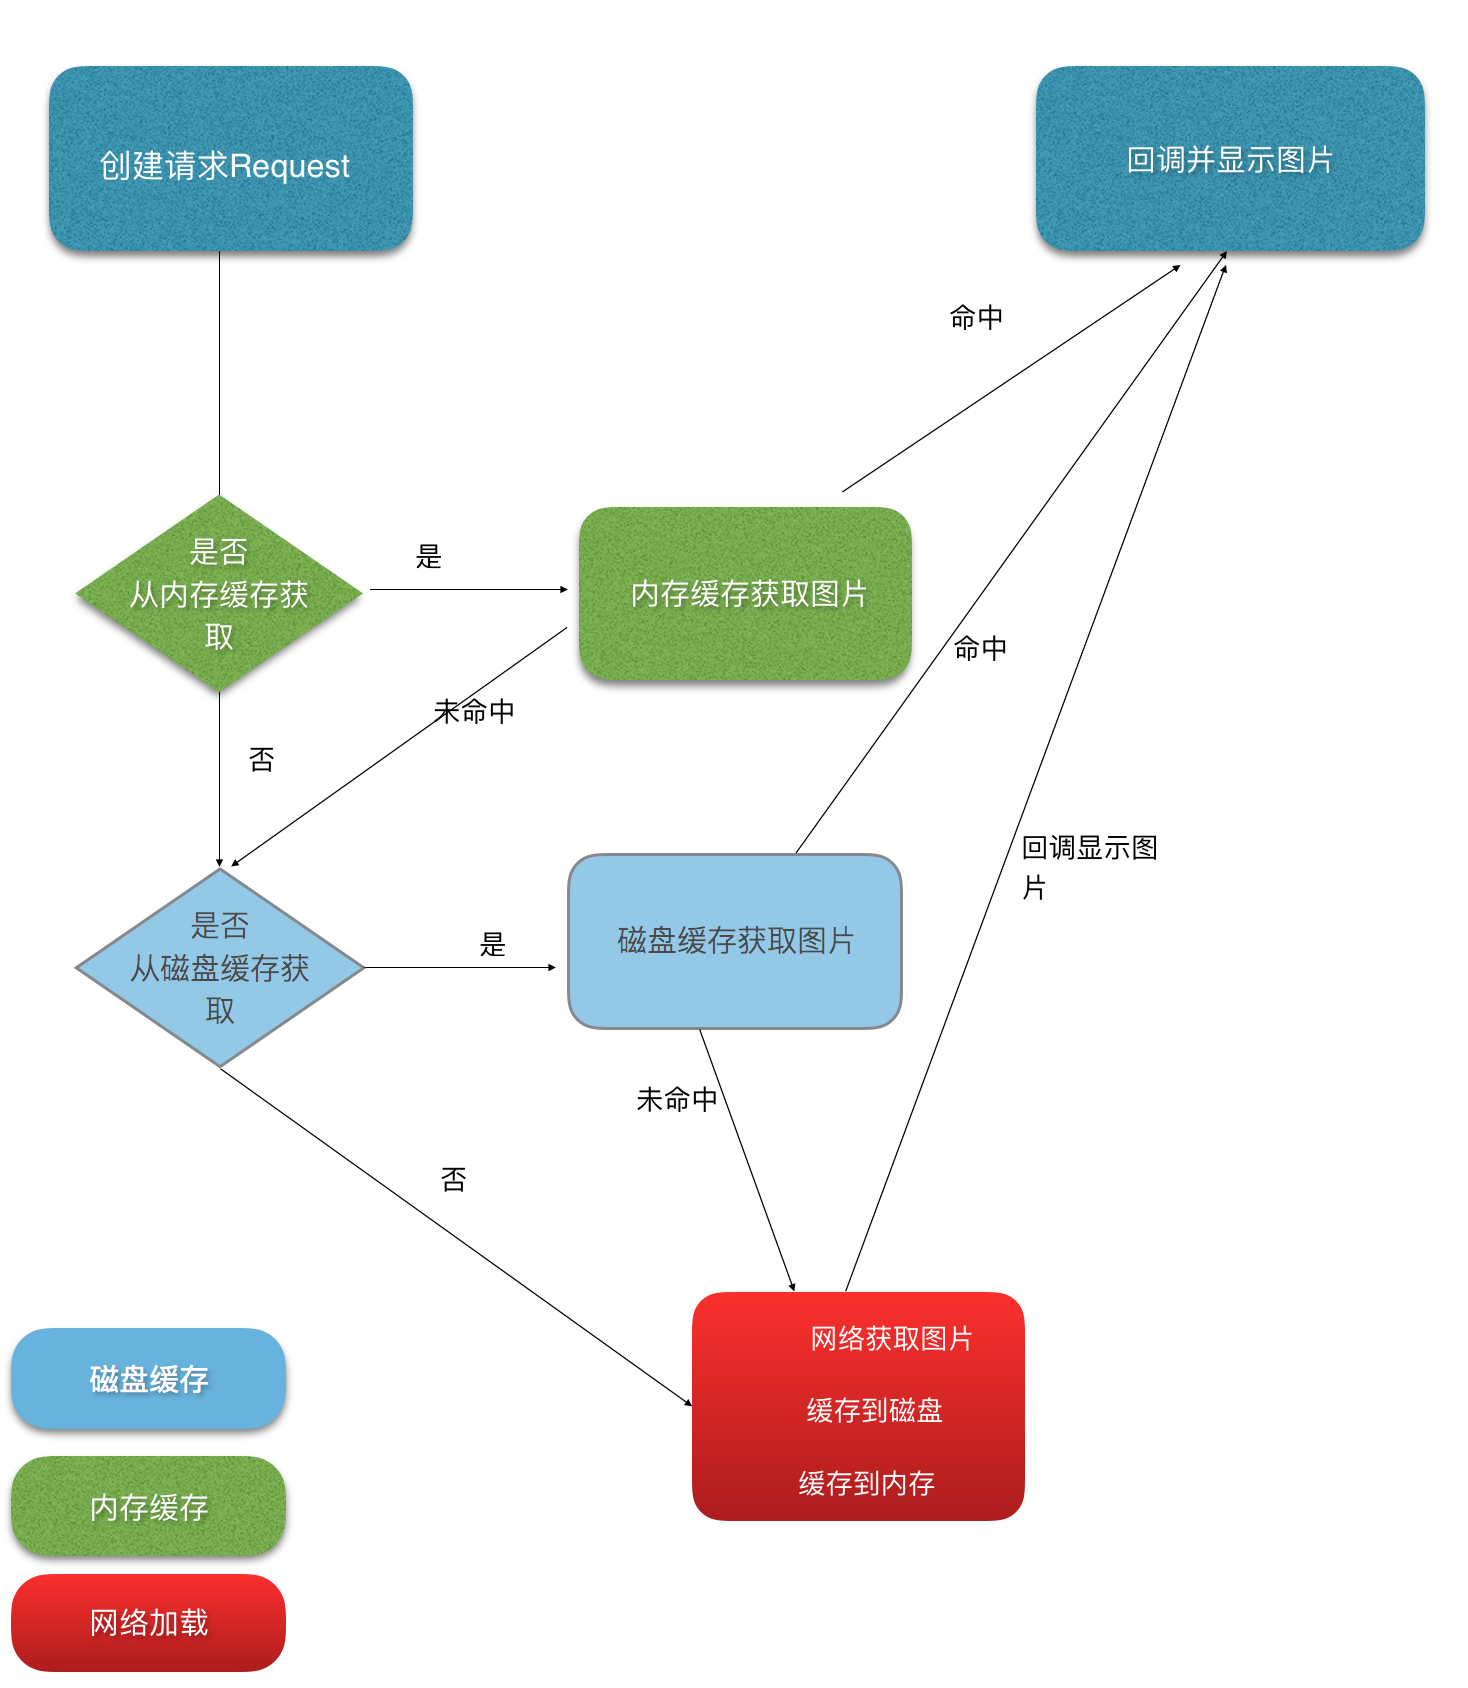 创建请求Request
回调并显示图片
命中
是否
从内存缓存获
取
是
内存缓存获取图片
命中
未命中
否
回调显示图
片
是否
从磁盘缓存获
取
是
磁盘缓存获取图片
未命中
否
网络获取图片
缓存到磁盘
缓存到内存
磁盘缓存
内存缓存
网络加载